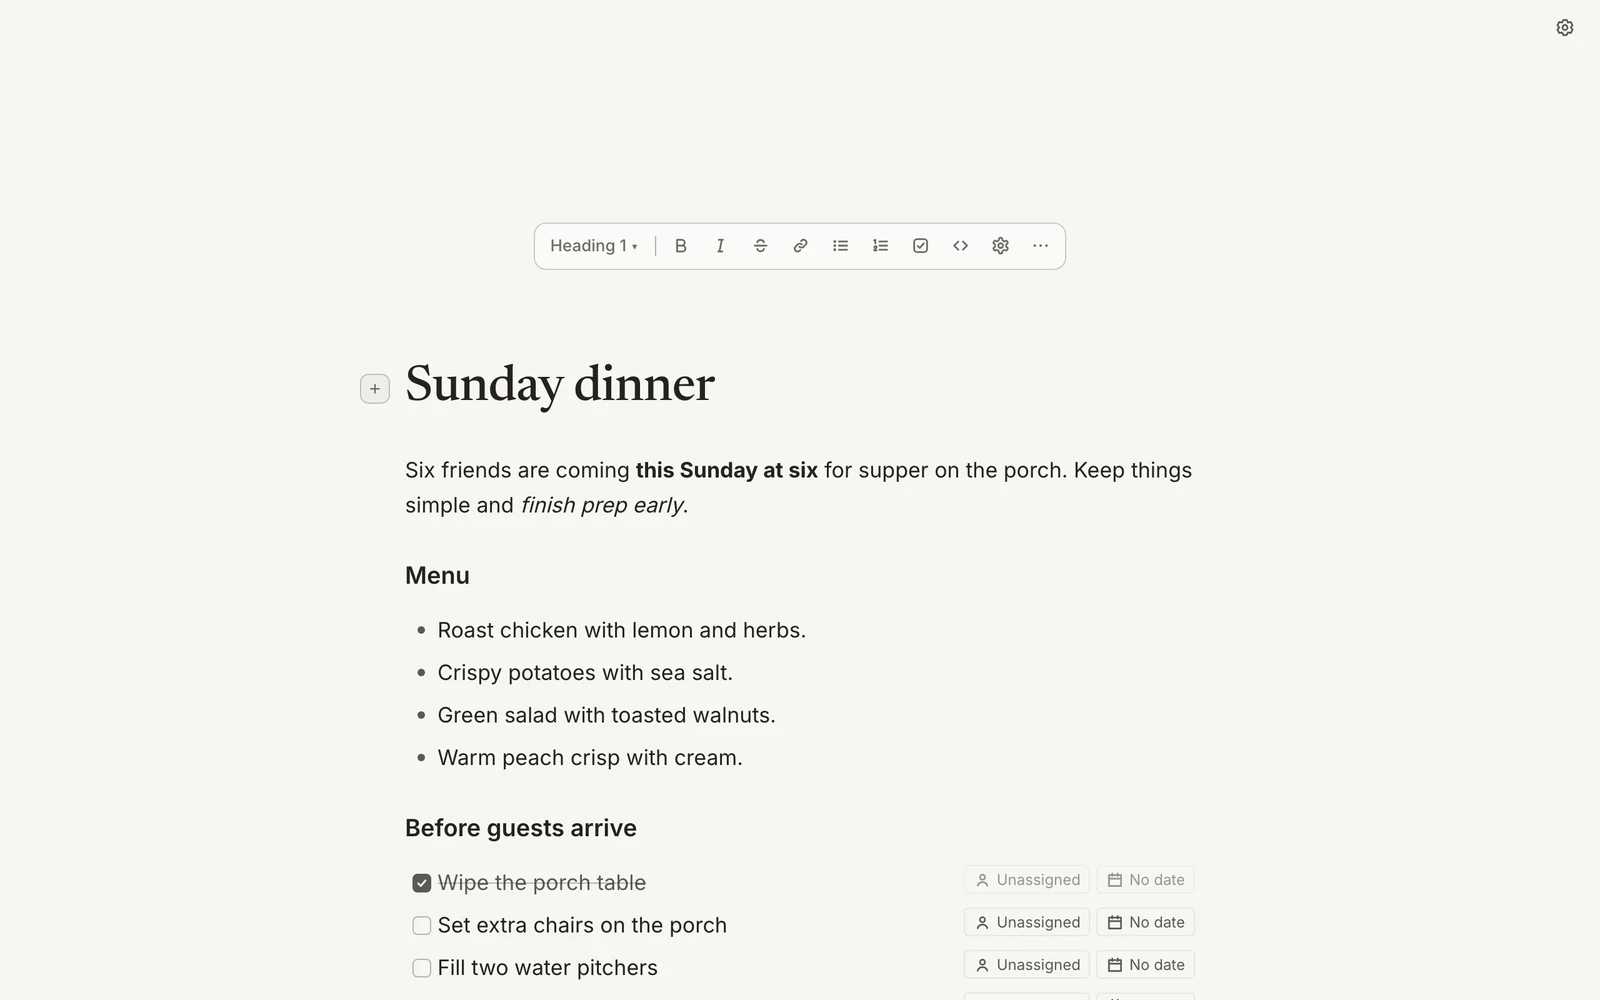 Heading 1
Sunday dinner
Six friends are coming this Sunday at six for supper on the porch. Keep things
simple and finish prep early.
Menu
Roast chicken with lemon and herbs.
Crispy potatoes with sea salt.
Green salad with toasted walnuts.
Warm peach crisp with cream.
Before guests arrive
Wipe the porch table Unassigned No date
Set extra chairs on the porch Unassigned No date
Fill two water pitchers Unassigned No date